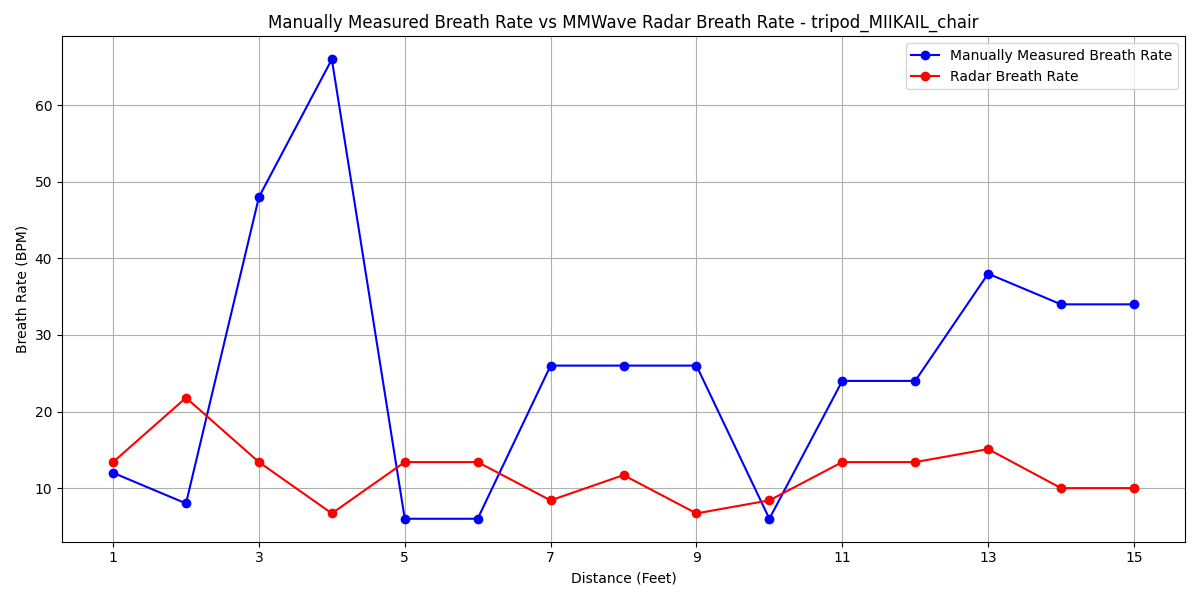 Manually Measured Breath Rate vs MMWave Radar Breath Rate - tripod_MIIKAIL_chair
Manually Measured Breath Rate
Radar Breath Rate
Breath Rate (BPM)
60
50
40
30
20
10
1 3 5 7 9 11 13 15
Distance (Feet)